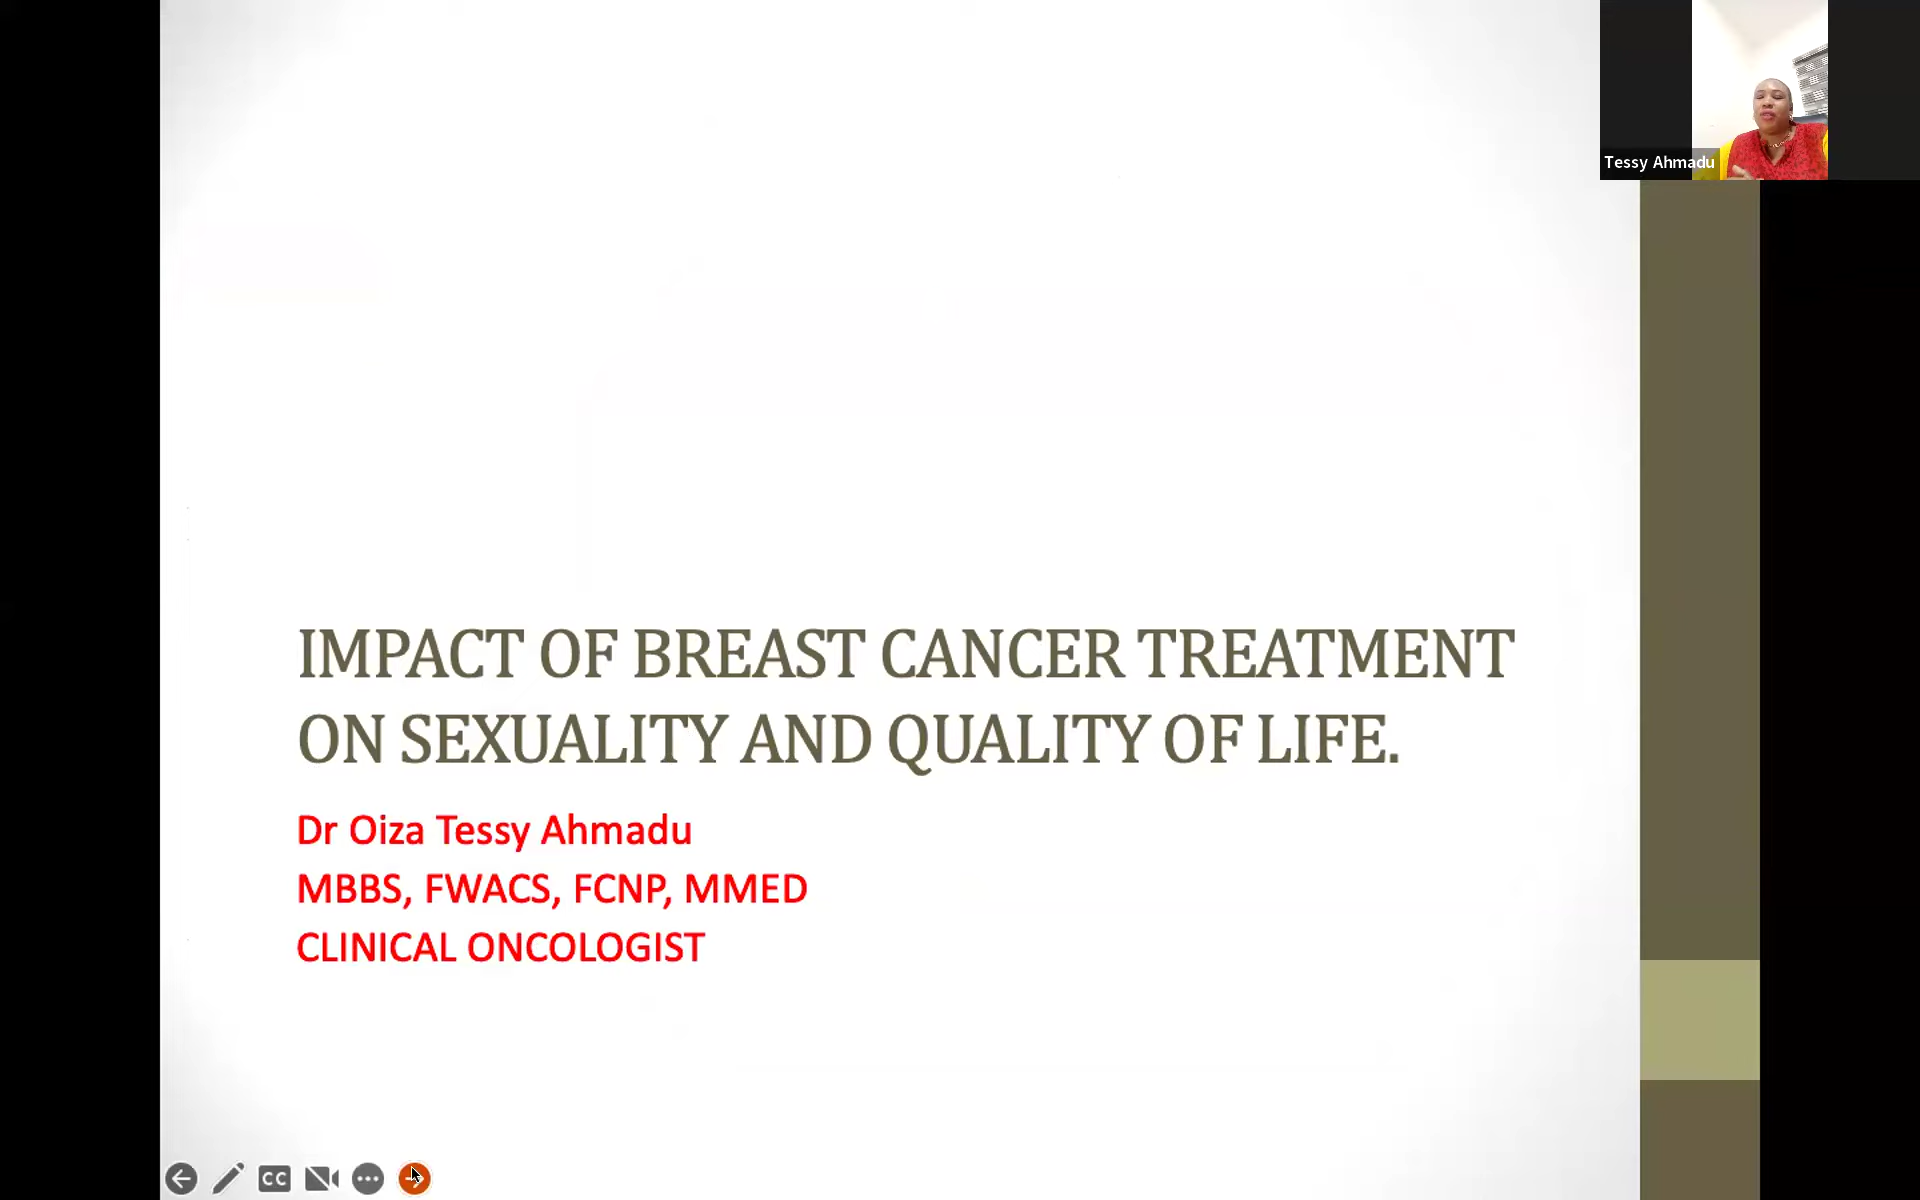 Tessy Ahmadu
IMPACT OF BREAST CANCER TREATMENT
ON SEXUALITY AND QUALITY OF LIFE.
Dr Oiza Tessy Ahmadu
MBBS, FWACS, FCNP, MMED
CLINICAL ONCOLOGIST
CC